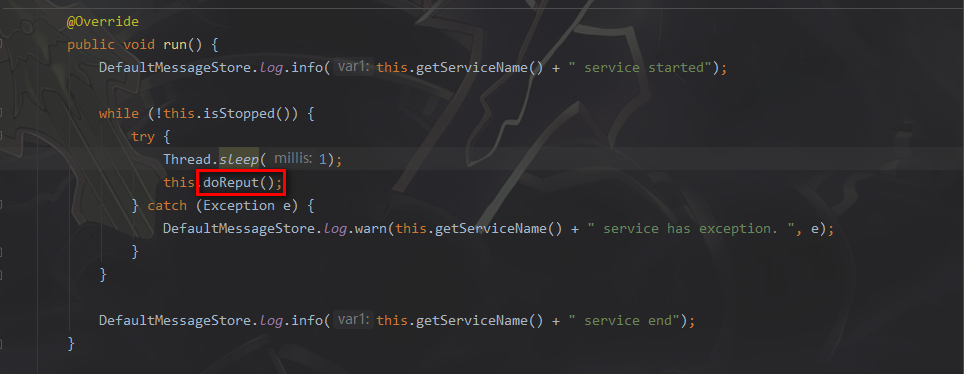 @Override
public void run() {
DefaultMessageStore.log.info( var1: this.getServiceName() + " service started");
while (!this.isStopped()) {
try {
Thread.sleep( millis: 1);
this.doReput();
} catch (Exception e) {
DefaultMessageStore.log.warn(this.getServiceName() + " service has exception. ", e);
}
}
DefaultMessageStore.log.info( var1: this.getServiceName() + " service end");
}